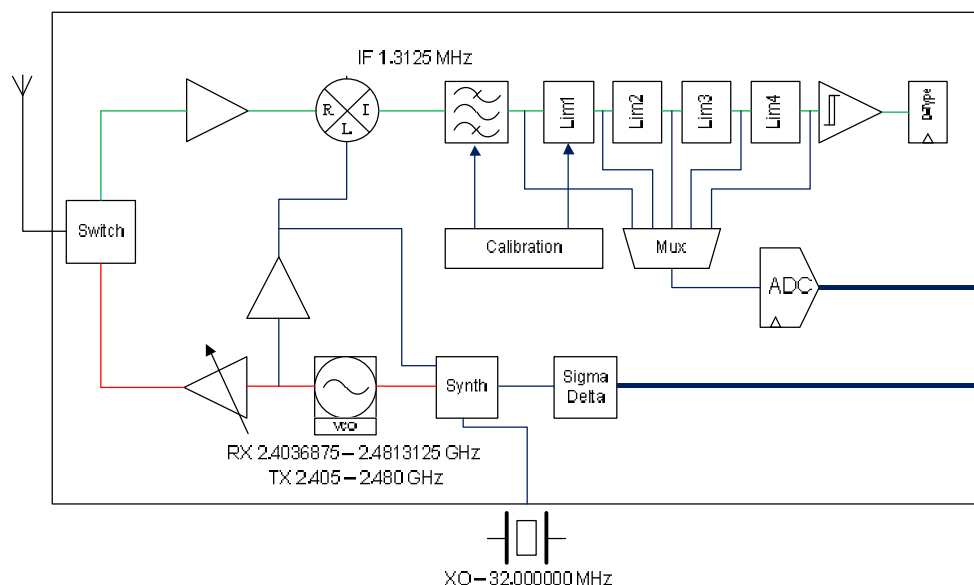 IF 1.3125 MHz
R I
L
Lim1
Lim2
Lim3
Lim4
D-Type
Switch
Calibration
Mux
ADC
Synth
Sigma
Delta
VCO
RX 2.4036875 – 2.4813125 GHz
TX 2.405 – 2.480 GHz
XO – 32.000000 MHz